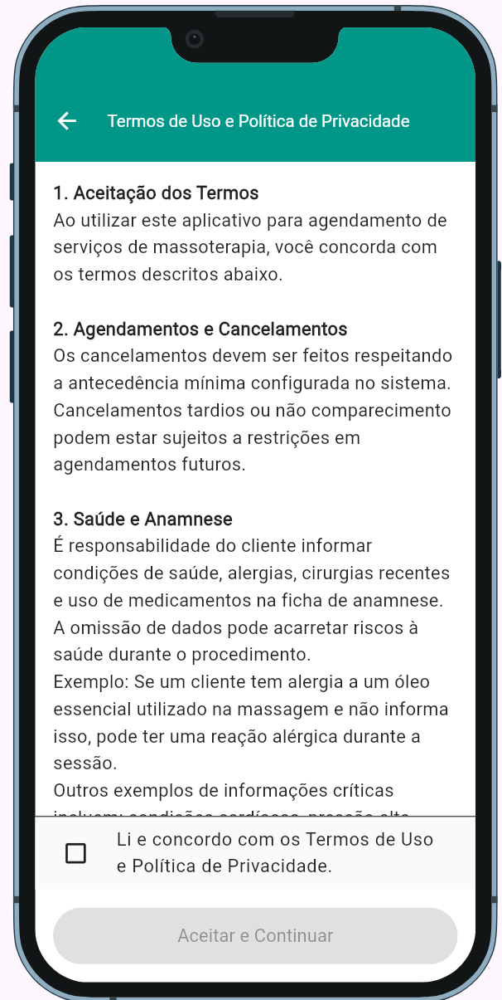 Termos de Uso e Política de Privacidade
1. Aceitação dos Termos
Ao utilizar este aplicativo para agendamento de
serviços de massoterapia, você concorda com
os termos descritos abaixo.
2. Agendamentos e Cancelamentos
Os cancelamentos devem ser feitos respeitando
a antecedência mínima configurada no sistema.
Cancelamentos tardios ou não comparecimento
podem estar sujeitos a restrições em
agendamentos futuros.
3. Saúde e Anamnese
É responsabilidade do cliente informar
condições de saúde, alergias, cirurgias recentes
e uso de medicamentos na ficha de anamnese.
A omissão de dados pode acarretar riscos à
saúde durante o procedimento.
Exemplo: Se um cliente tem alergia a um óleo
essencial utilizado na massagem e não informa
isso, pode ter uma reação alérgica durante a
sessão.
Outros exemplos de informações críticas
Li e concordo com os Termos de Uso
e Política de Privacidade.
Aceitar e Continuar